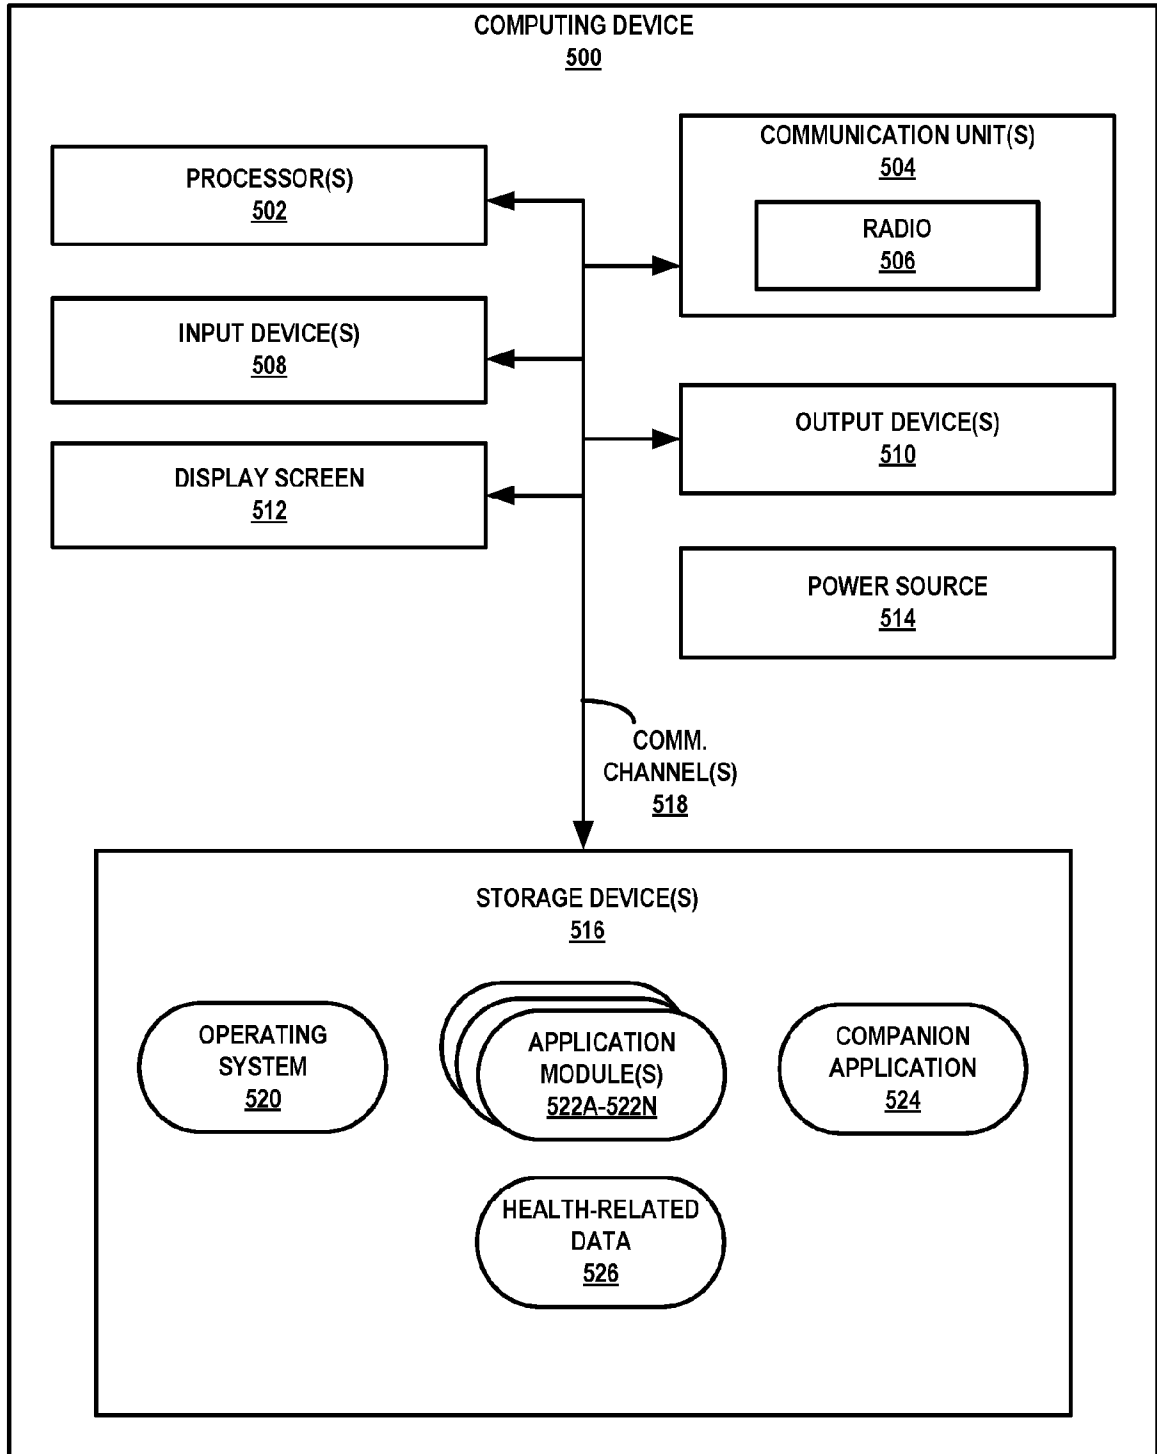 COMPUTING DEVICE
500
PROCESSOR(S)
502
COMMUNICATION UNIT(S)
504
RADIO
506
INPUT DEVICE(S)
508
OUTPUT DEVICE(S)
510
DISPLAY SCREEN
512
POWER SOURCE
514
COMM.
CHANNEL(S)
518
STORAGE DEVICE(S)
516
OPERATING
SYSTEM
520
APPLICATION
MODULE(S)
522A-522N
COMPANION
APPLICATION
524
HEALTH-RELATED
DATA
526